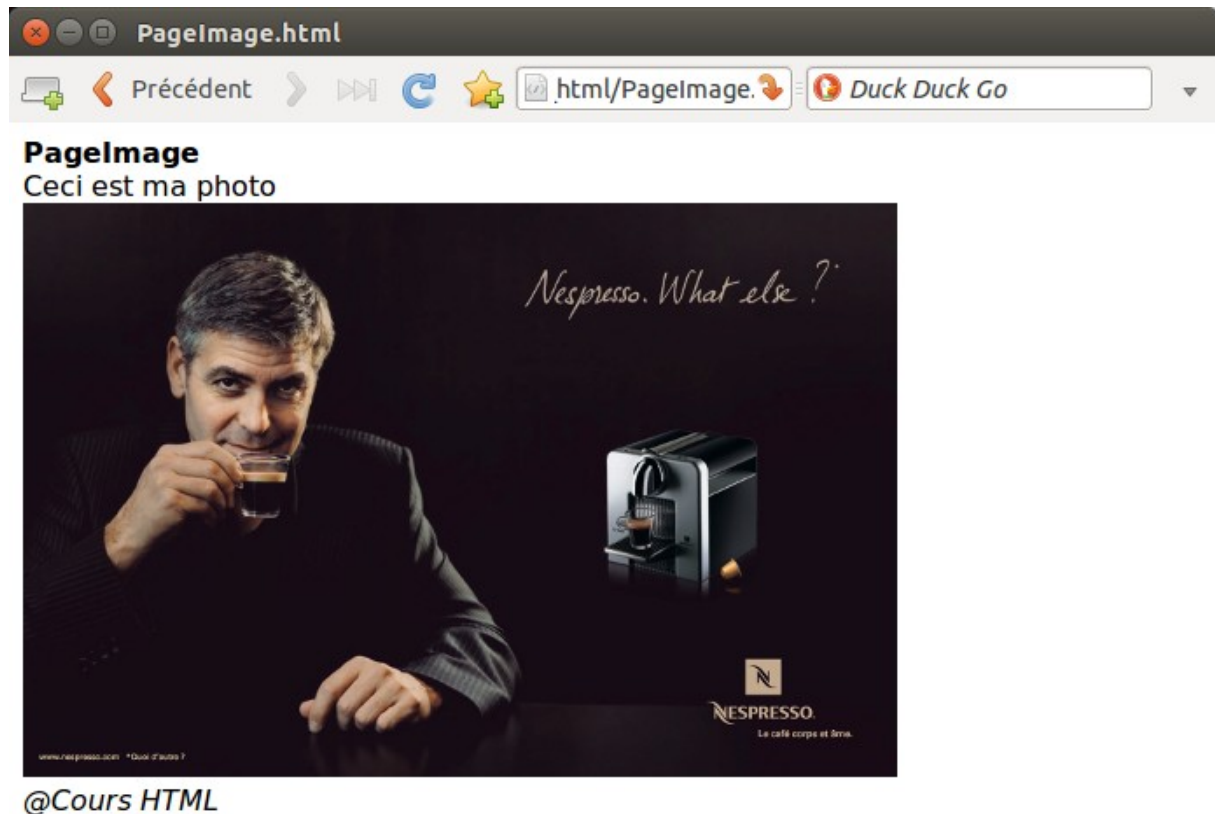 PageImage.html
Précédent
html/PageImage.
Duck Duck Go
PageImage
Ceci est ma photo
Nespresso. What else ?*
N
NESPRESSO.
Le café corps et âme.
www.nespresso.com *Quoi d'autre ?
@Cours HTML